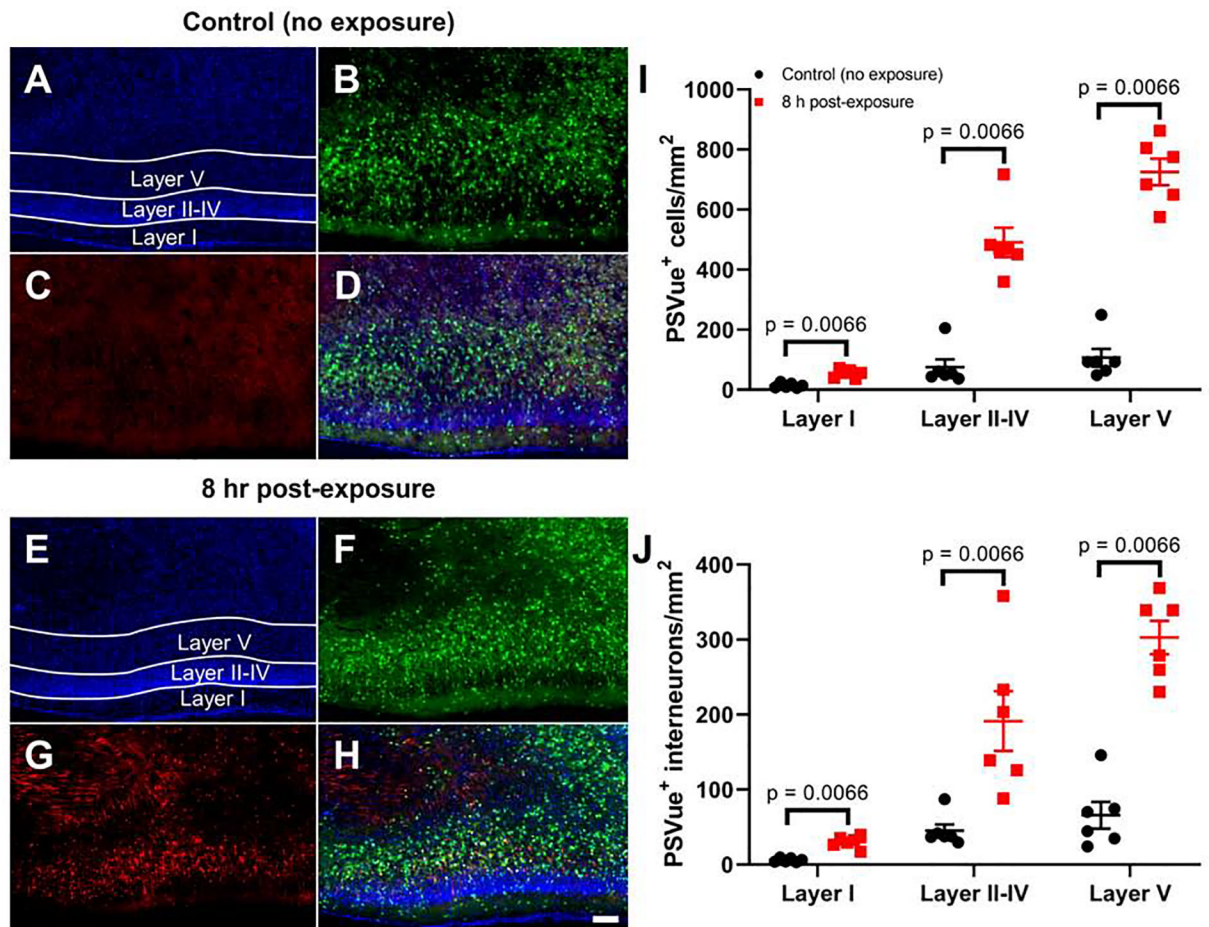 Control (no exposure)
A
B
Layer V
Layer II-IV
Layer I
C
D
8 hr post-exposure
E
F
Layer V
Layer II-IV
Layer I
G
H
I
Control (no exposure)
8 h post-exposure
PSVue⁺ cells/mm²
1000
800
600
400
200
0
p = 0.0066
p = 0.0066
p = 0.0066
Layer I
Layer II-IV
Layer V
J
PSVue⁺ interneurons/mm²
400
300
200
100
0
p = 0.0066
p = 0.0066
p = 0.0066
Layer I
Layer II-IV
Layer V